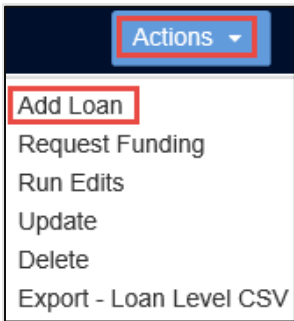 Actions
Add Loan
Request Funding
Run Edits
Update
Delete
Export - Loan Level CSV